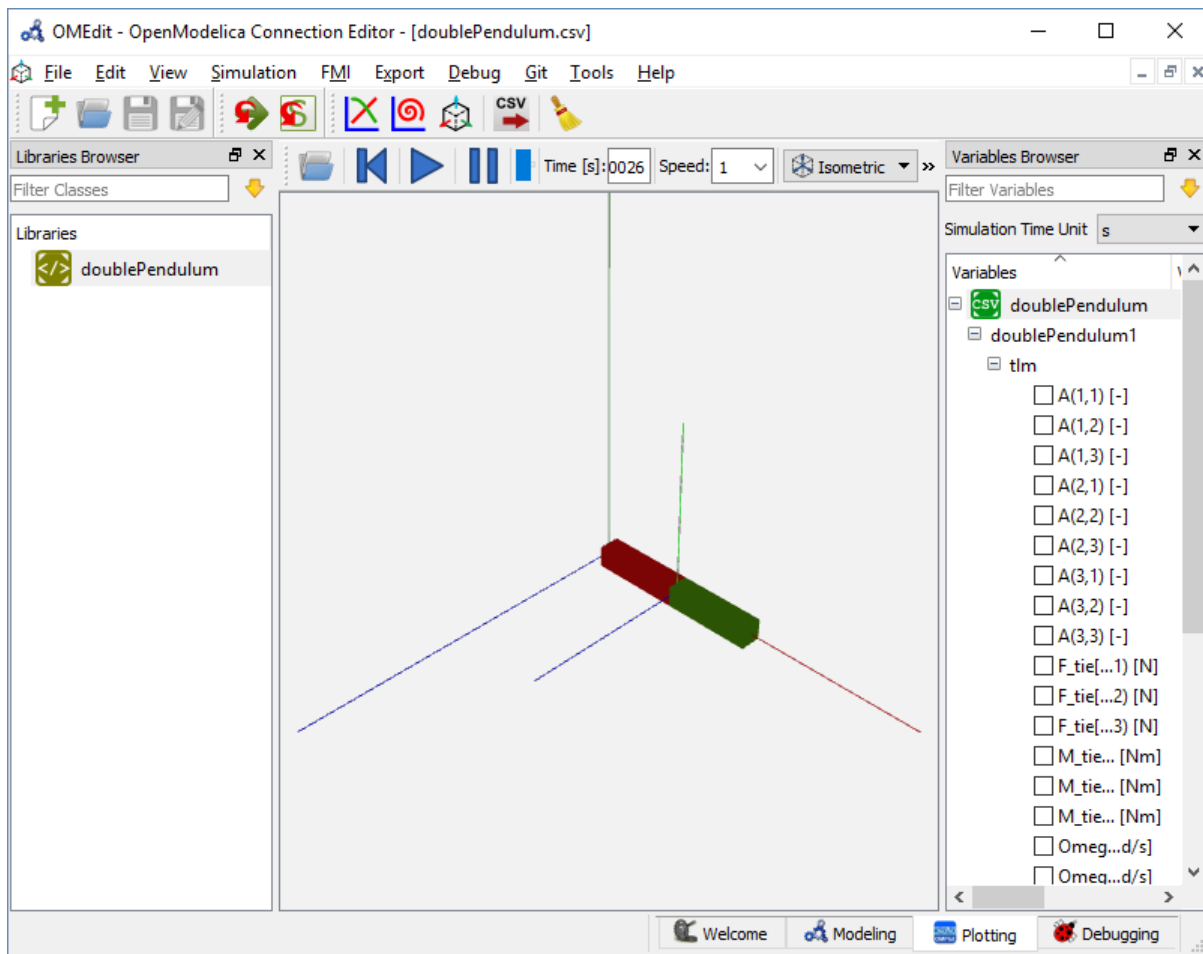 OMEdit - OpenModelica Connection Editor - [doublePendulum.csv]
File Edit View Simulation FMI Export Debug Git Tools Help
CSV
Libraries Browser
Filter Classes
Libraries
</> doublePendulum
Time [s]: 0026 Speed: 1 Isometric »
Variables Browser
Filter Variables
Simulation Time Unit s
Variables
CSV doublePendulum
doublePendulum1
tlm
A(1,1) [-]
A(1,2) [-]
A(1,3) [-]
A(2,1) [-]
A(2,2) [-]
A(2,3) [-]
A(3,1) [-]
A(3,2) [-]
A(3,3) [-]
F_tie[...1) [N]
F_tie[...2) [N]
F_tie[...3) [N]
M_tie... [Nm]
M_tie... [Nm]
M_tie... [Nm]
Omeg...d/s]
Omeg...d/s]
Welcome Modeling Plotting Debugging